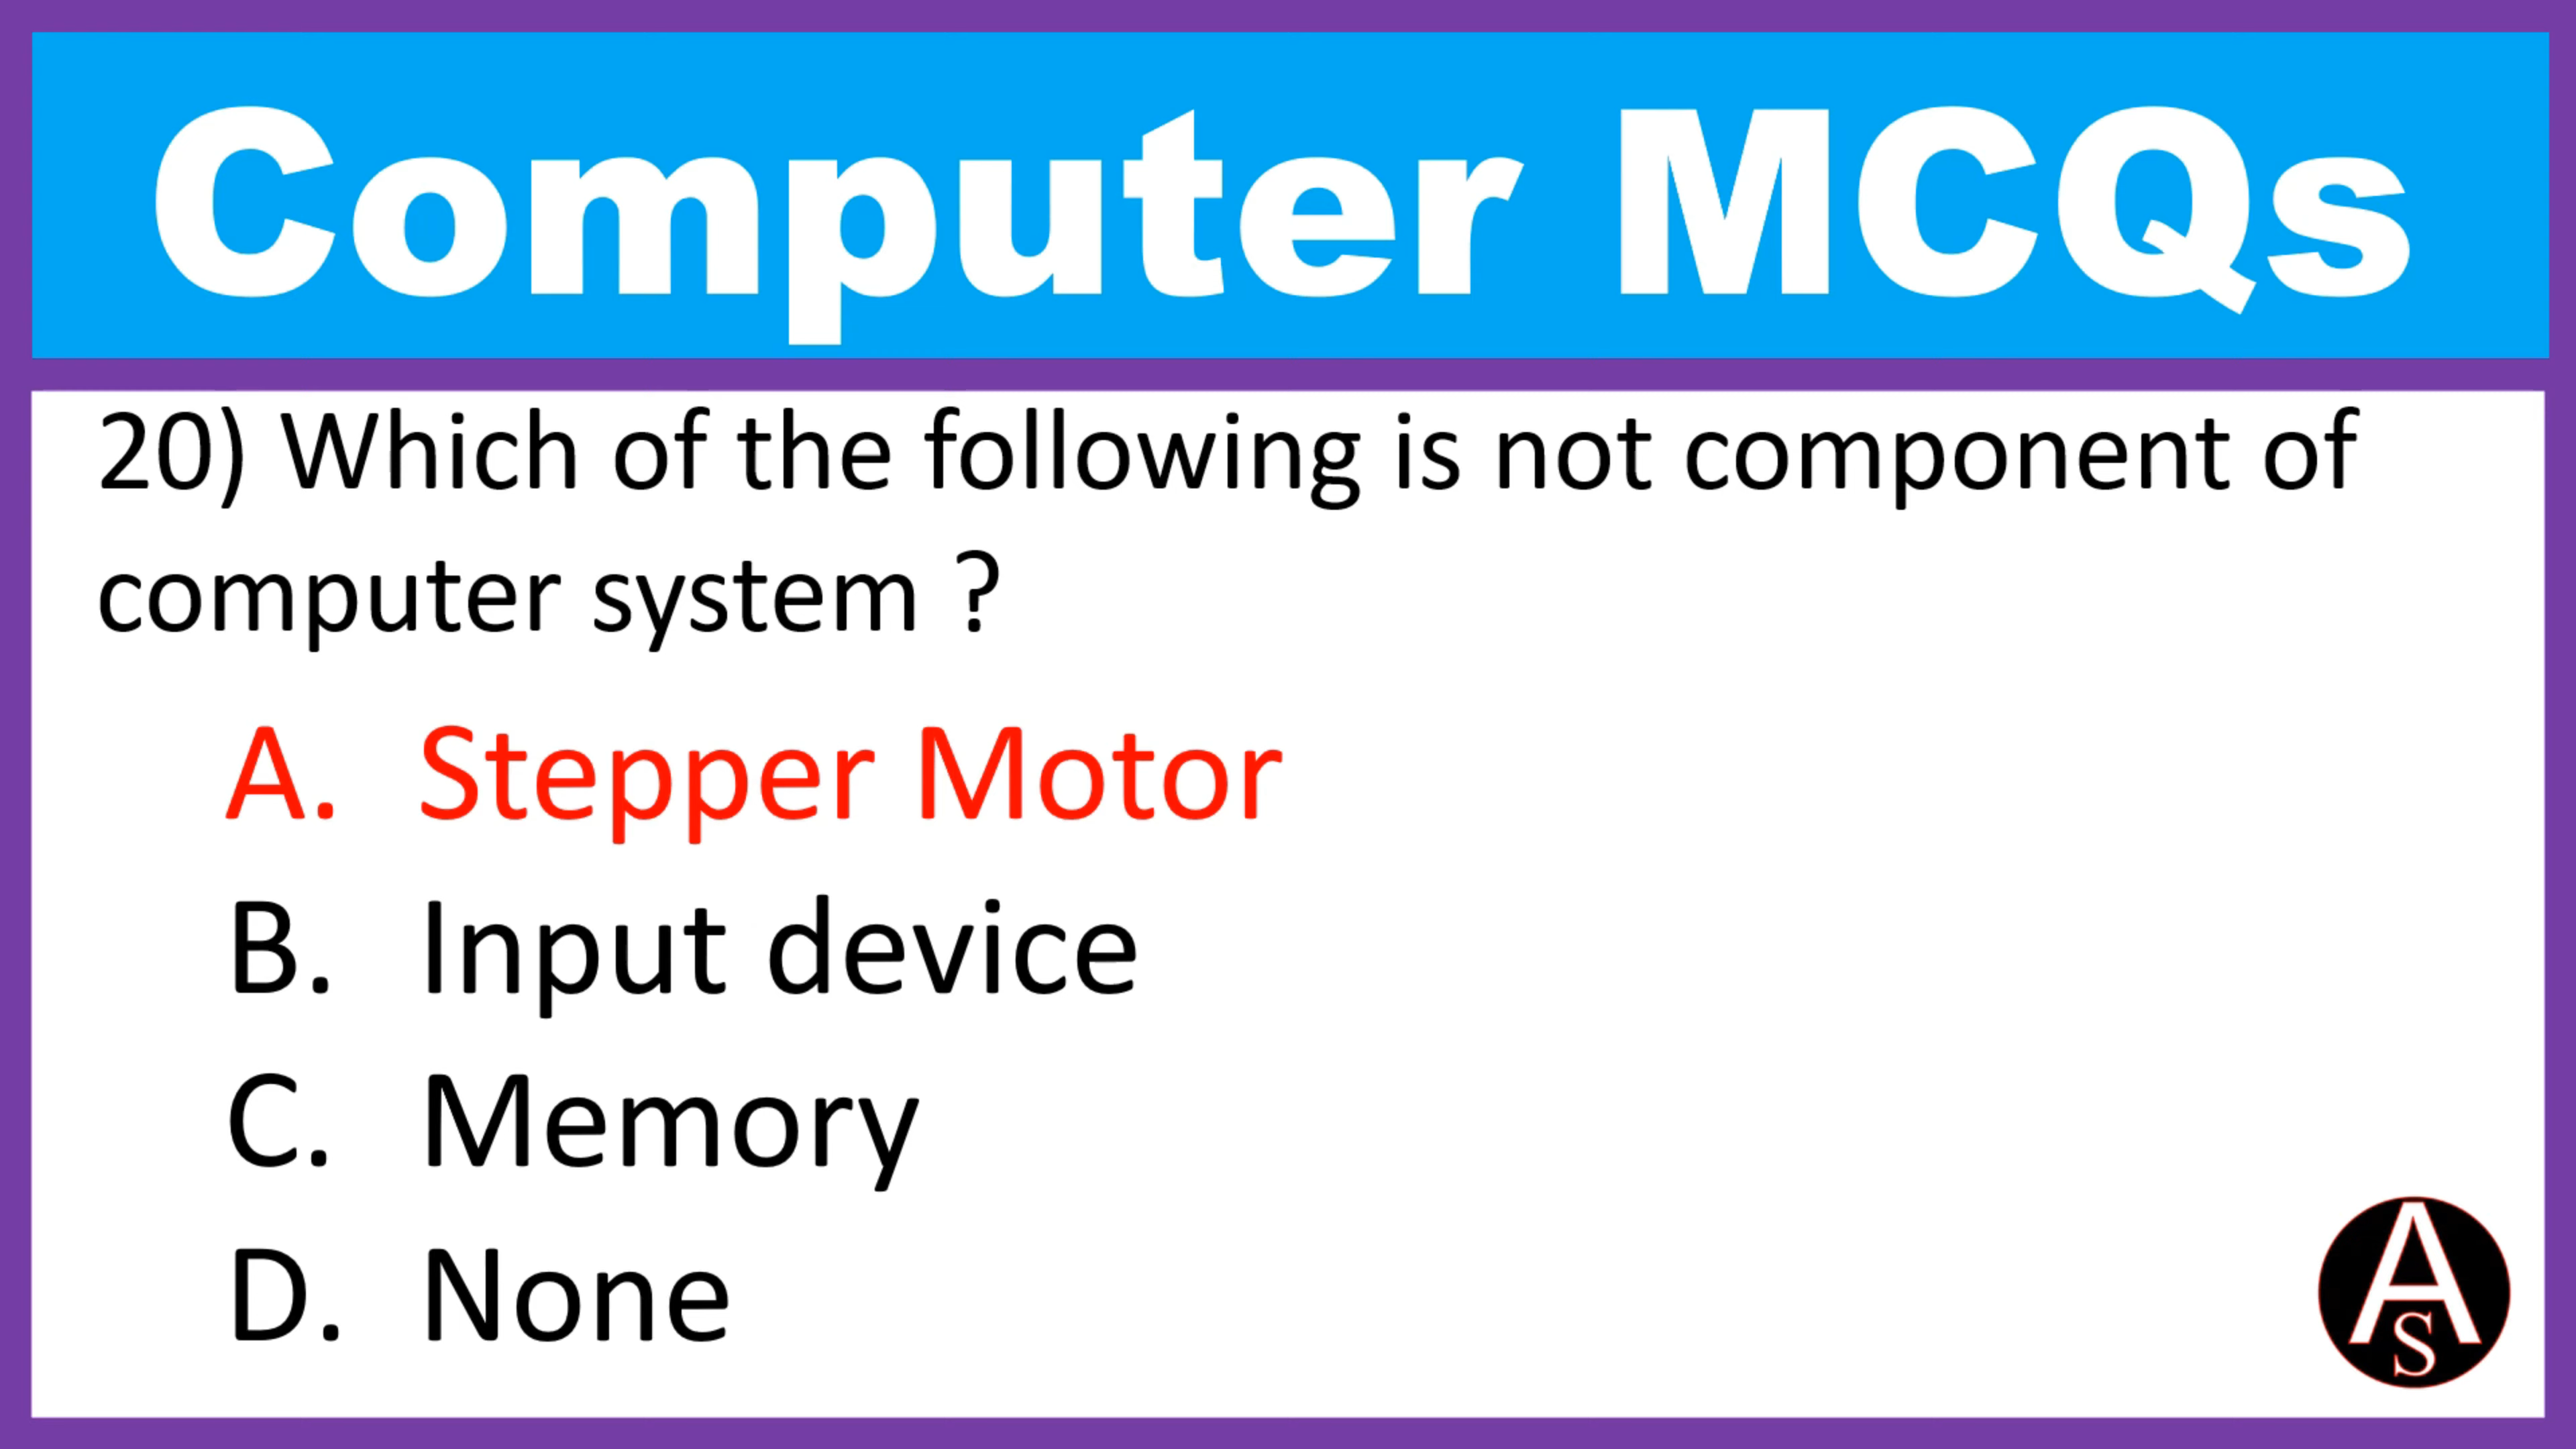 Computer MCQs
20) Which of the following is not component of
computer system ?
A. Stepper Motor
B. Input device
C. Memory
D. None
AS